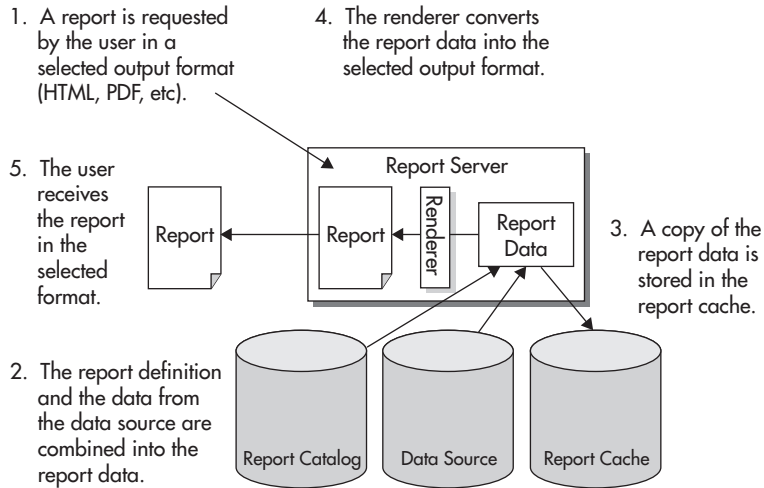 1. A report is requested
by the user in a
selected output format
(HTML, PDF, etc).
4. The renderer converts
the report data into the
selected output format.
5. The user
receives
the report
in the
selected
format.
Report
Report Server
Report
Renderer
Report
Data
3. A copy of the
report data is
stored in the
report cache.
2. The report definition
and the data from
the data source are
combined into the
report data.
Report Catalog
Data Source
Report Cache